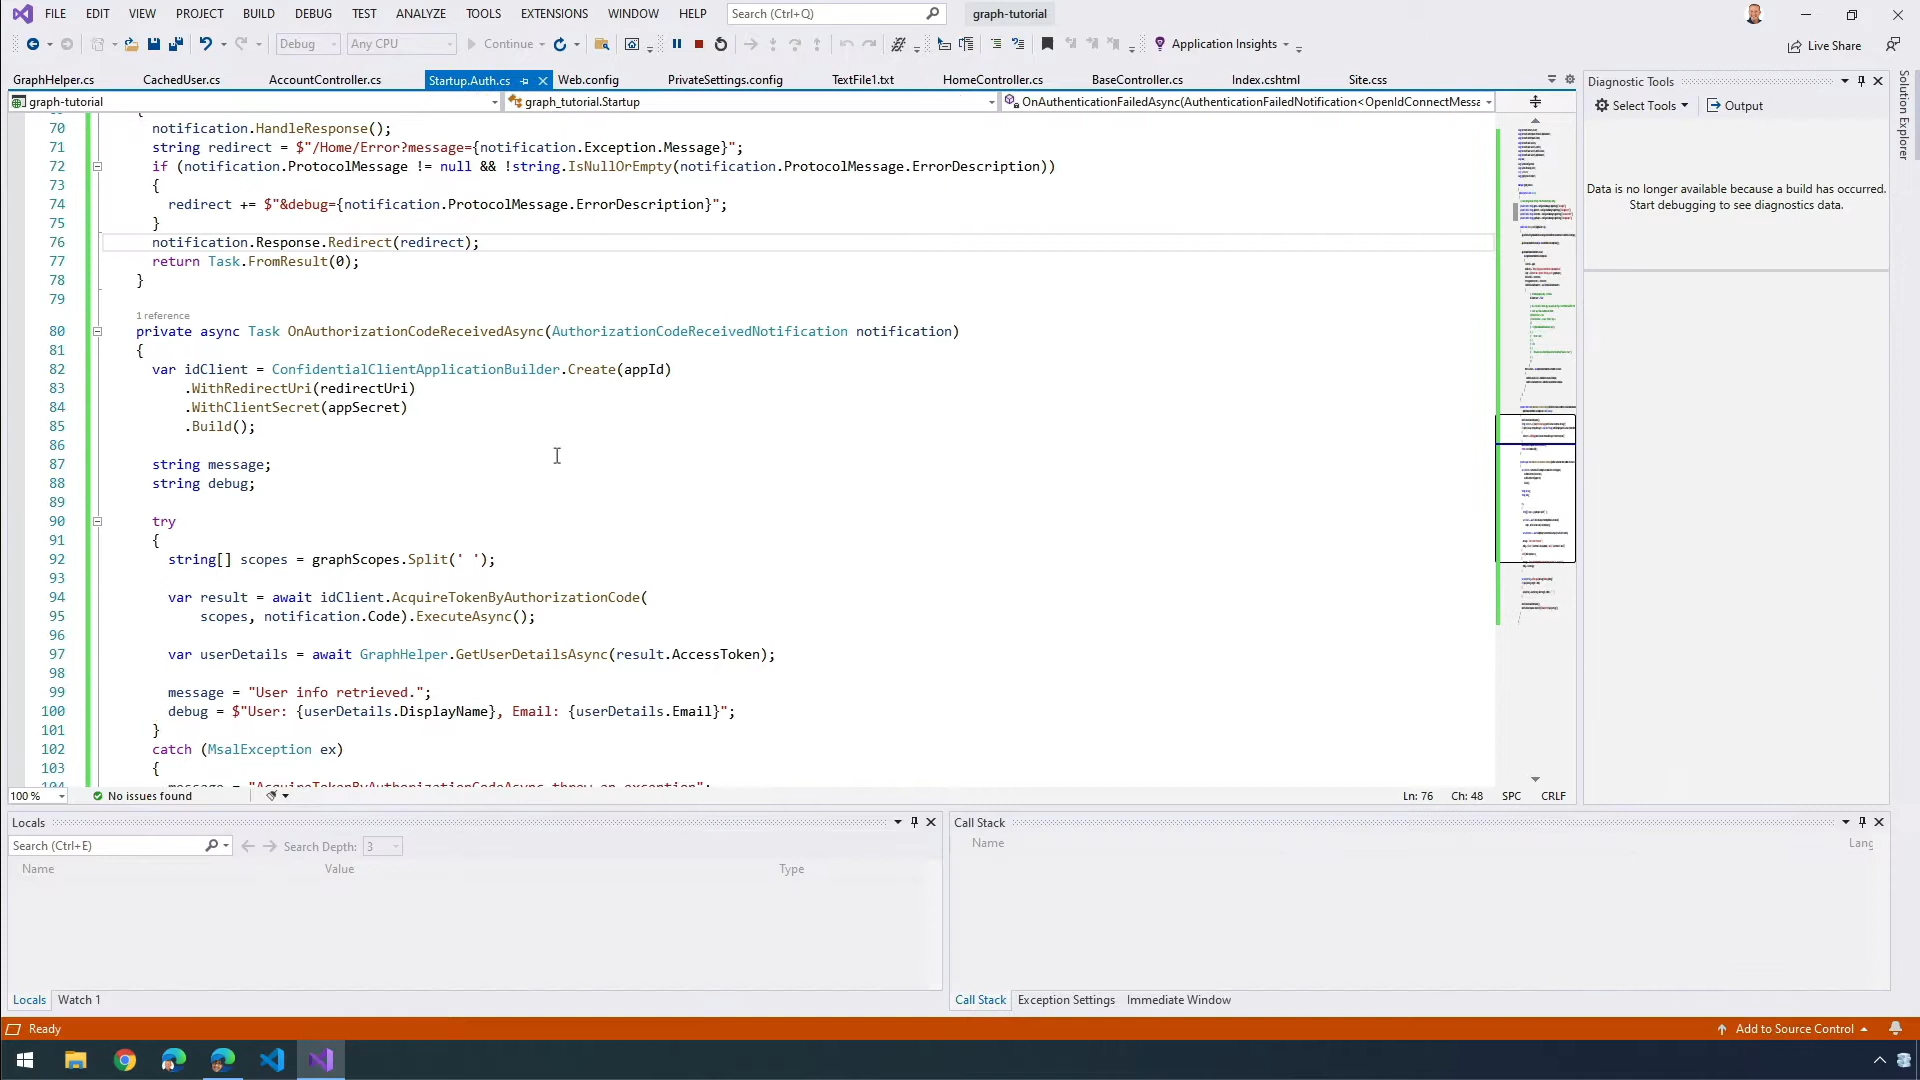 FILE EDIT VIEW PROJECT BUILD DEBUG TEST ANALYZE TOOLS EXTENSIONS WINDOW HELP Search (Ctrl+Q) graph-tutorial
Debug Any CPU Continue Application Insights Live Share
GraphHelper.cs CachedUser.cs AccountController.cs Startup.Auth.cs Web.config PrivateSettings.config TextFile1.txt HomeController.cs BaseController.cs Index.cshtml Site.css
graph-tutorial graph_tutorial.Startup OnAuthenticationFailedAsync(AuthenticationFailedNotification<OpenIdConnectMessa
70 notification.HandleResponse();
71 string redirect = $"/Home/Error?message={notification.Exception.Message}";
72 if (notification.ProtocolMessage != null && !string.IsNullOrEmpty(notification.ProtocolMessage.ErrorDescription))
73 {
74 redirect += $"&debug={notification.ProtocolMessage.ErrorDescription}";
75 }
76 notification.Response.Redirect(redirect);
77 return Task.FromResult(0);
78 }
79
1 reference
80 private async Task OnAuthorizationCodeReceivedAsync(AuthorizationCodeReceivedNotification notification)
81 {
82 var idClient = ConfidentialClientApplicationBuilder.Create(appId)
83 .WithRedirectUri(redirectUri)
84 .WithClientSecret(appSecret)
85 .Build();
86
87 string message;
88 string debug;
89
90 try
91 {
92 string[] scopes = graphScopes.Split(' ');
93
94 var result = await idClient.AcquireTokenByAuthorizationCode(
95 scopes, notification.Code).ExecuteAsync();
96
97 var userDetails = await GraphHelper.GetUserDetailsAsync(result.AccessToken);
98
99 message = "User info retrieved.";
100 debug = $"User: {userDetails.DisplayName}, Email: {userDetails.Email}";
101 }
102 catch (MsalException ex)
103 {
104 message = "AcquireTokenByAuthorizationCodeAsync threw an exception";
100 % No issues found Ln: 76 Ch: 48 SPC CRLF
Diagnostic Tools
Select Tools Output
Data is no longer available because a build has occurred.
Start debugging to see diagnostics data.
Solution Explorer
Locals
Search (Ctrl+E) Search Depth: 3
Name Value Type
Locals Watch 1
Call Stack
Name Lang
Call Stack Exception Settings Immediate Window
Ready Add to Source Control